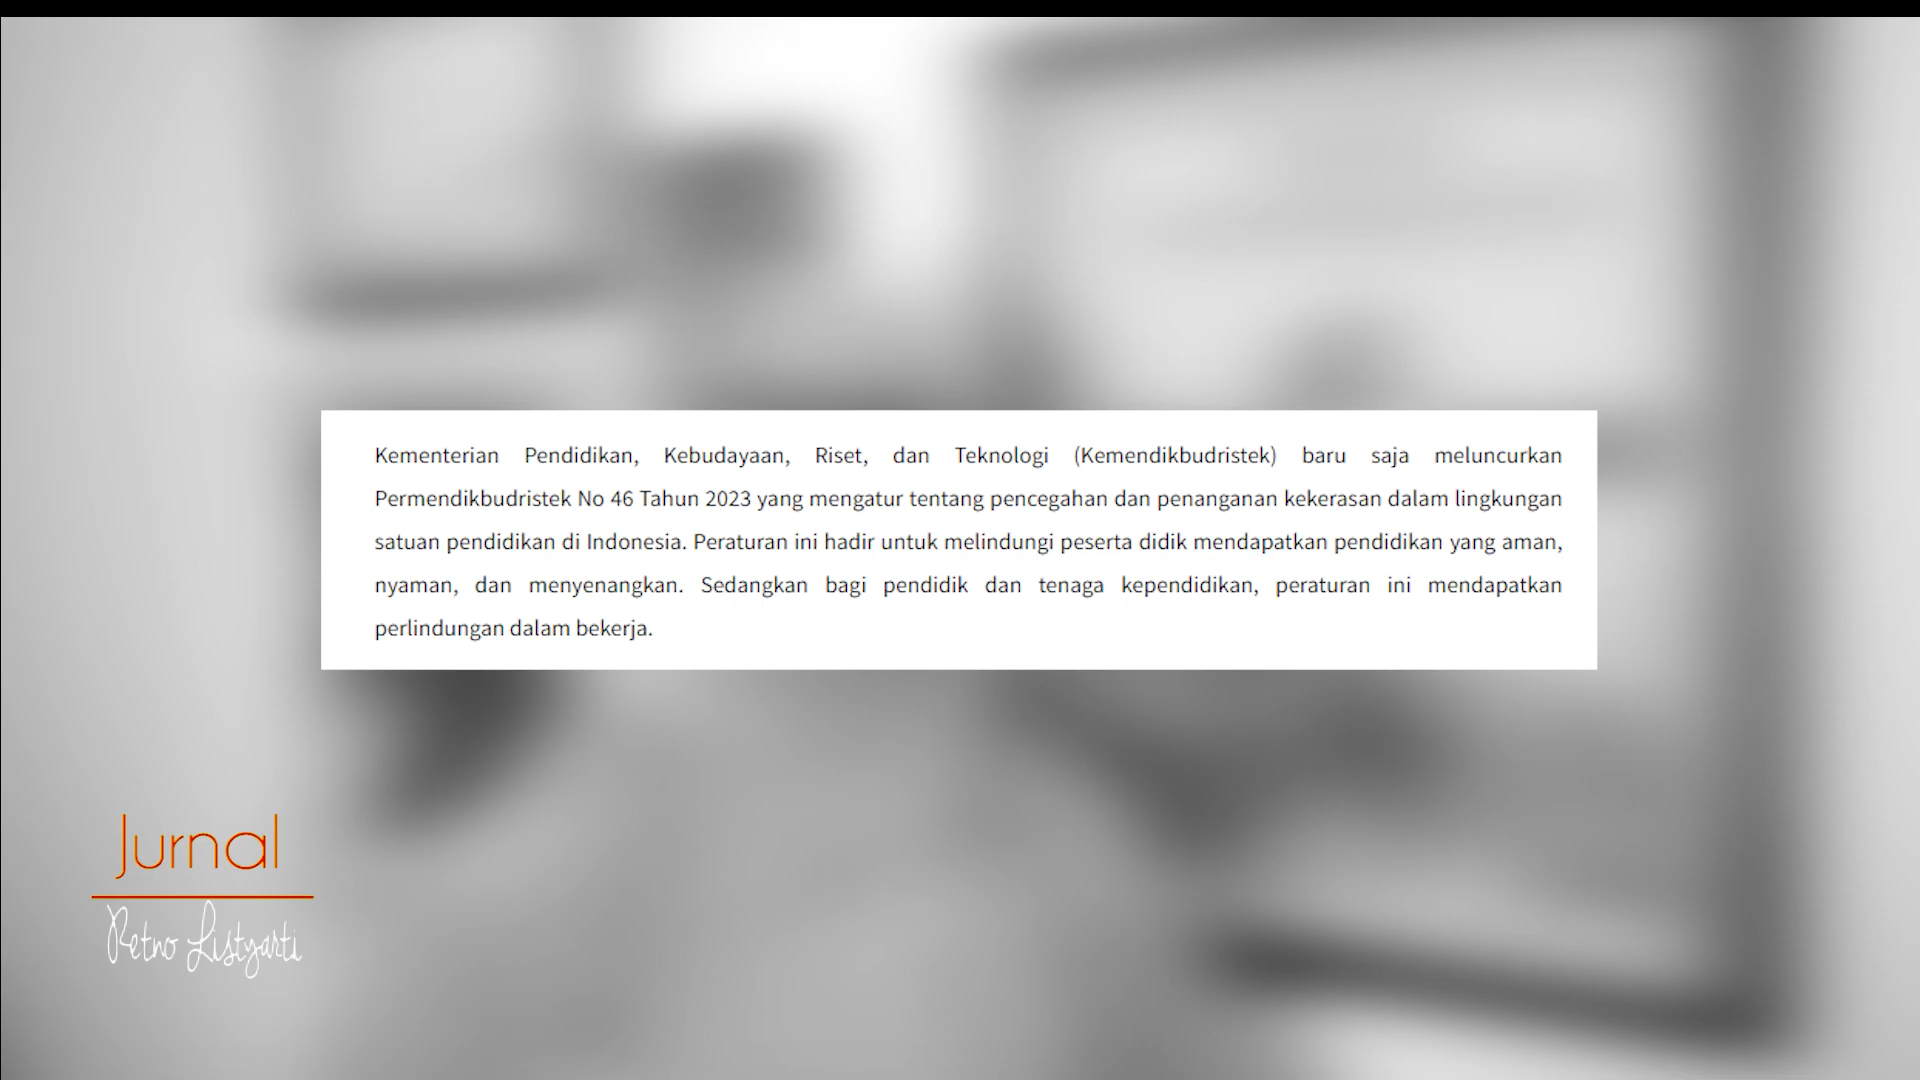 Kementerian Pendidikan, Kebudayaan, Riset, dan Teknologi (Kemendikbudristek) baru saja meluncurkan
Permendikbudristek No 46 Tahun 2023 yang mengatur tentang pencegahan dan penanganan kekerasan dalam lingkungan
satuan pendidikan di Indonesia. Peraturan ini hadir untuk melindungi peserta didik mendapatkan pendidikan yang aman,
nyaman, dan menyenangkan. Sedangkan bagi pendidik dan tenaga kependidikan, peraturan ini mendapatkan
perlindungan dalam bekerja.
Jurnal
Retno Listyarti